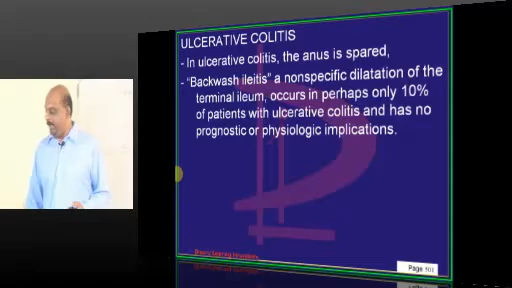 ULCERATIVE COLITIS
- In ulcerative colitis, the anus is spared,
- “Backwash ileitis” a nonspecific dilatation of the
terminal ileum, occurs in perhaps only 10%
of patients with ulcerative colitis and has no
prognostic or physiologic implications.
Page 101